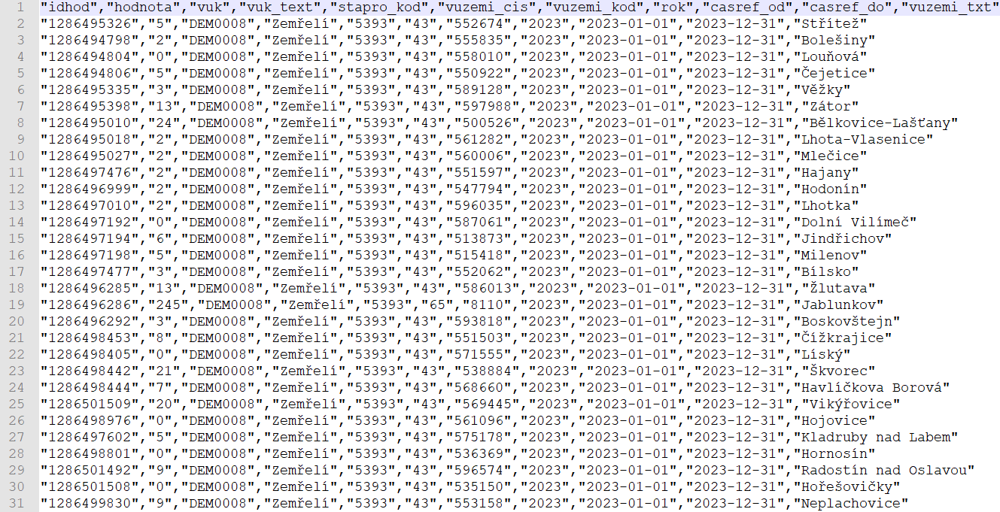 1 "idhod","hodnota","vuk","vuk_text","stapro_kod","vuzemi_cis","vuzemi_kod","rok","casref_od","casref_do","vuzemi_txt"
2 "1286495326","5","DEM0008","Zemřelí","5393","43","552674","2023","2023-01-01","2023-12-31","Střítež"
3 "1286494798","2","DEM0008","Zemřelí","5393","43","555835","2023","2023-01-01","2023-12-31","Bolešiny"
4 "1286494804","0","DEM0008","Zemřelí","5393","43","558010","2023","2023-01-01","2023-12-31","Louňová"
5 "1286494806","5","DEM0008","Zemřelí","5393","43","550922","2023","2023-01-01","2023-12-31","Čejetice"
6 "1286495335","3","DEM0008","Zemřelí","5393","43","589128","2023","2023-01-01","2023-12-31","Věžky"
7 "1286495398","13","DEM0008","Zemřelí","5393","43","597988","2023","2023-01-01","2023-12-31","Zátor"
8 "1286495010","24","DEM0008","Zemřelí","5393","43","500526","2023","2023-01-01","2023-12-31","Bělkovice-Lašťany"
9 "1286495018","2","DEM0008","Zemřelí","5393","43","561282","2023","2023-01-01","2023-12-31","Lhota-Vlasenice"
10 "1286495027","2","DEM0008","Zemřelí","5393","43","560006","2023","2023-01-01","2023-12-31","Mlečice"
11 "1286497476","2","DEM0008","Zemřelí","5393","43","551597","2023","2023-01-01","2023-12-31","Hajany"
12 "1286496999","2","DEM0008","Zemřelí","5393","43","547794","2023","2023-01-01","2023-12-31","Hodonín"
13 "1286497010","2","DEM0008","Zemřelí","5393","43","596035","2023","2023-01-01","2023-12-31","Lhotka"
14 "1286497192","0","DEM0008","Zemřelí","5393","43","587061","2023","2023-01-01","2023-12-31","Dolní Vilímeč"
15 "1286497194","6","DEM0008","Zemřelí","5393","43","513873","2023","2023-01-01","2023-12-31","Jindřichov"
16 "1286497198","5","DEM0008","Zemřelí","5393","43","515418","2023","2023-01-01","2023-12-31","Milenov"
17 "1286497477","3","DEM0008","Zemřelí","5393","43","552062","2023","2023-01-01","2023-12-31","Bílsko"
18 "1286496285","13","DEM0008","Zemřelí","5393","43","586013","2023","2023-01-01","2023-12-31","Žlutava"
19 "1286496286","245","DEM0008","Zemřelí","5393","65","8110","2023","2023-01-01","2023-12-31","Jablunkov"
20 "1286496292","3","DEM0008","Zemřelí","5393","43","593818","2023","2023-01-01","2023-12-31","Boskovštejn"
21 "1286498453","8","DEM0008","Zemřelí","5393","43","551503","2023","2023-01-01","2023-12-31","Čížkrajice"
22 "1286498405","0","DEM0008","Zemřelí","5393","43","571555","2023","2023-01-01","2023-12-31","Líský"
23 "1286498442","21","DEM0008","Zemřelí","5393","43","538884","2023","2023-01-01","2023-12-31","Škvorec"
24 "1286498444","7","DEM0008","Zemřelí","5393","43","568660","2023","2023-01-01","2023-12-31","Havlíčkova Borová"
25 "1286501509","20","DEM0008","Zemřelí","5393","43","569445","2023","2023-01-01","2023-12-31","Vikýřovice"
26 "1286498976","0","DEM0008","Zemřelí","5393","43","561096","2023","2023-01-01","2023-12-31","Hojovice"
27 "1286497602","5","DEM0008","Zemřelí","5393","43","575178","2023","2023-01-01","2023-12-31","Kladruby nad Labem"
28 "1286498801","0","DEM0008","Zemřelí","5393","43","536369","2023","2023-01-01","2023-12-31","Hornosín"
29 "1286501492","9","DEM0008","Zemřelí","5393","43","596574","2023","2023-01-01","2023-12-31","Radostín nad Oslavou"
30 "1286501508","0","DEM0008","Zemřelí","5393","43","535150","2023","2023-01-01","2023-12-31","Hořešovičky"
31 "1286499830","9","DEM0008","Zemřelí","5393","43","553158","2023","2023-01-01","2023-12-31","Neplachovice"